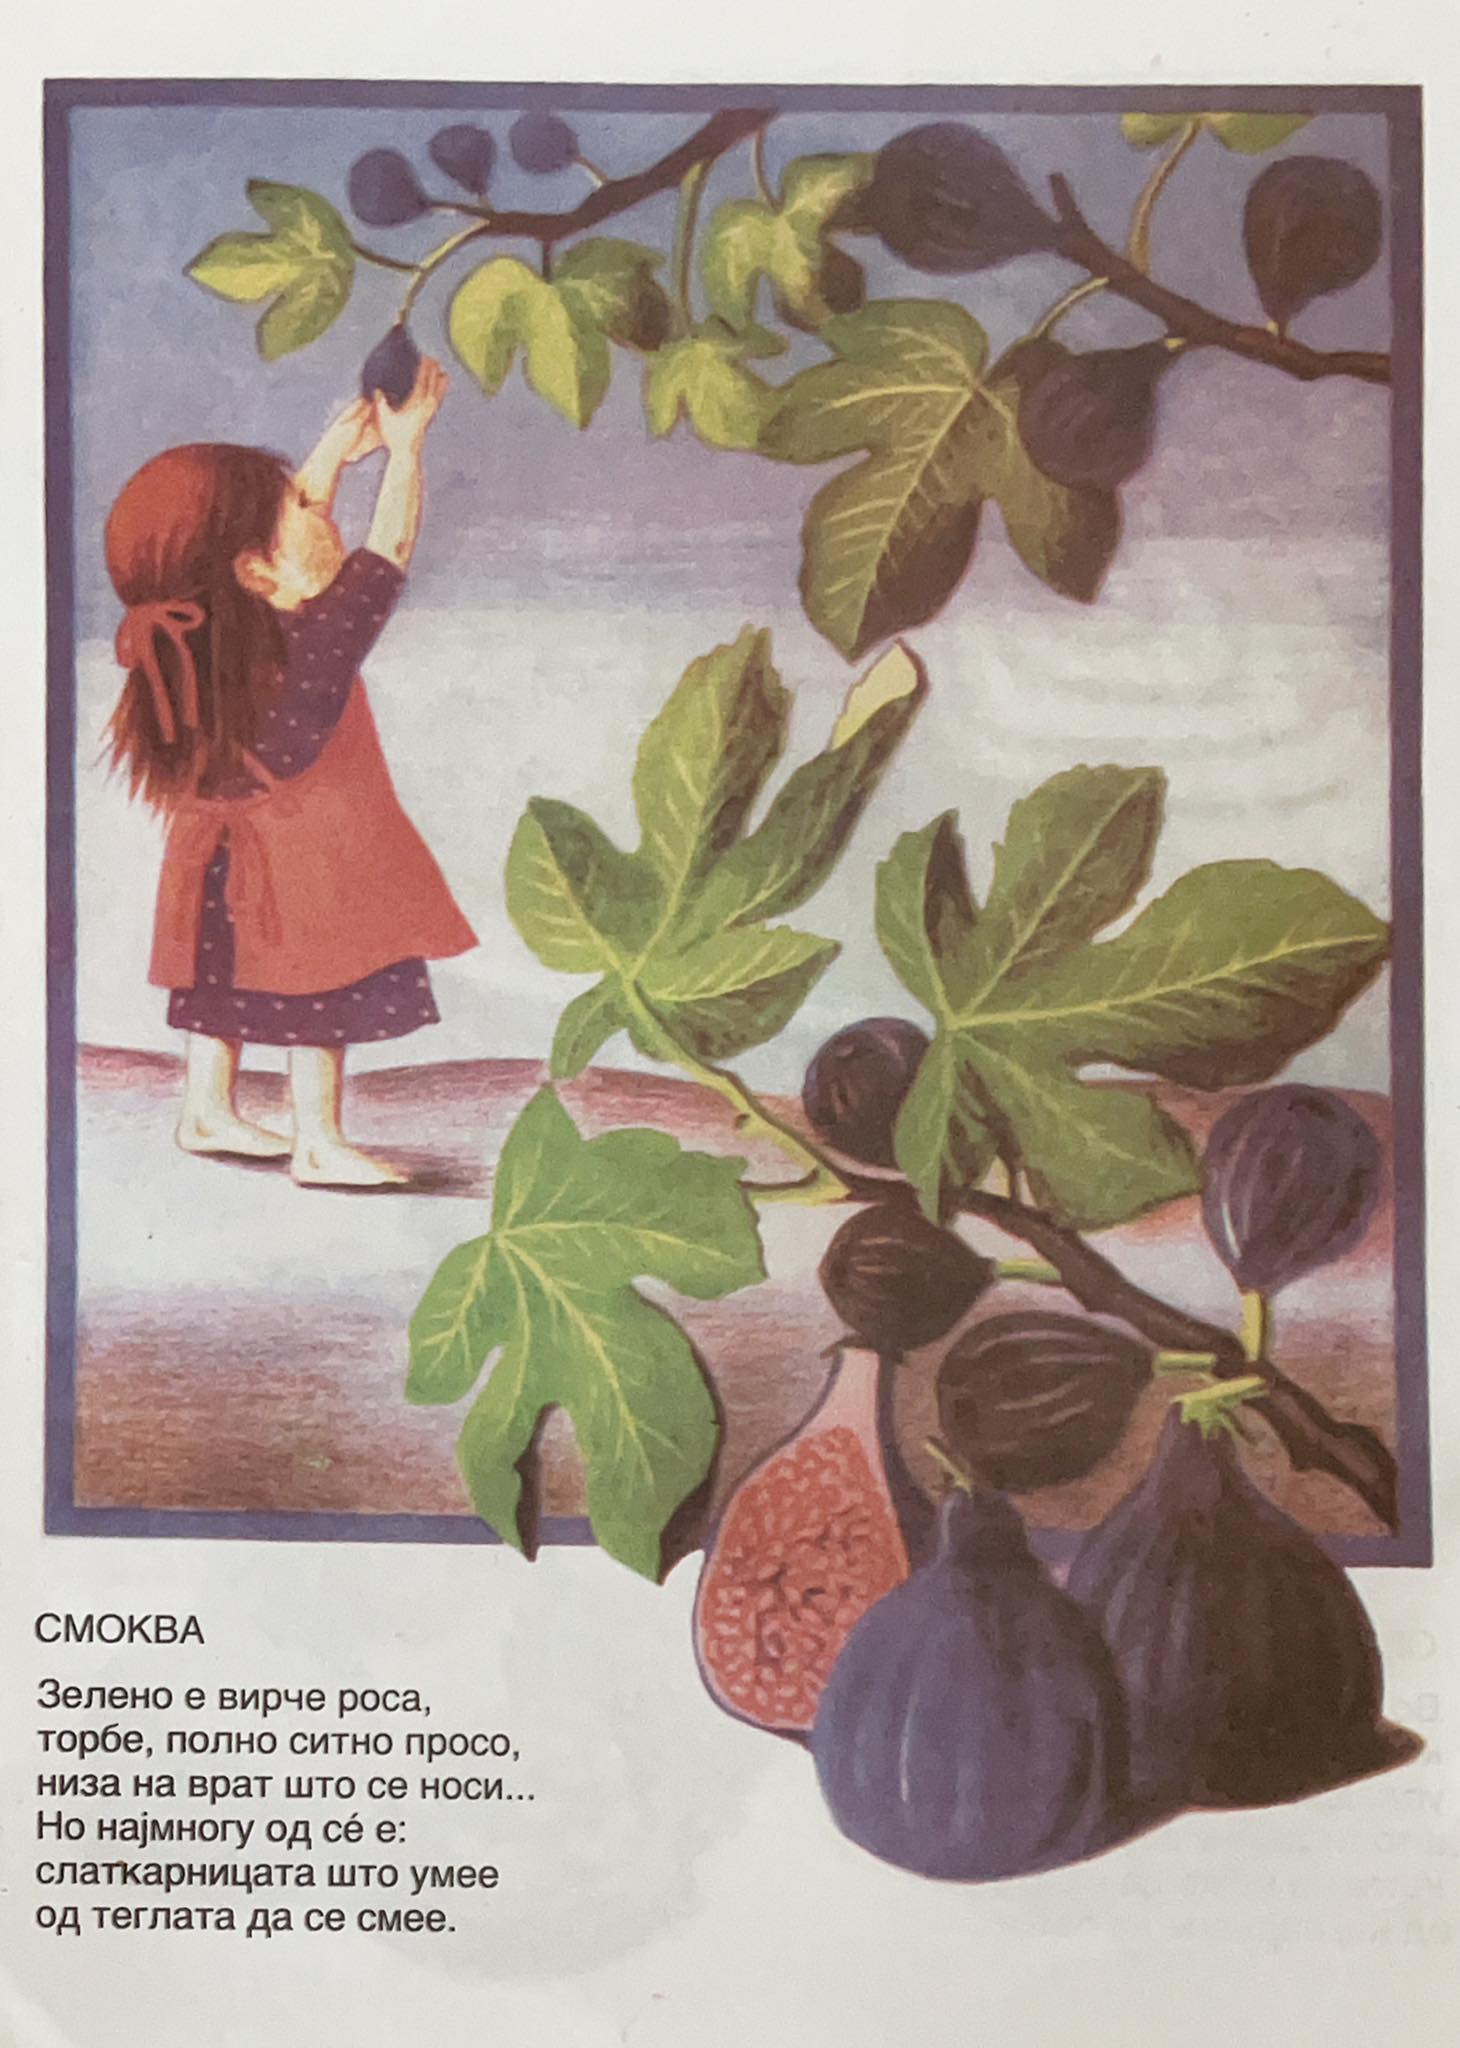 СМОКВА
Зелено е вирче роса,
торбе, полно ситно просо,
низа на врат што се носи...
Но најмногу од сé е:
слаткарницата што умее
од теглата да се смее.